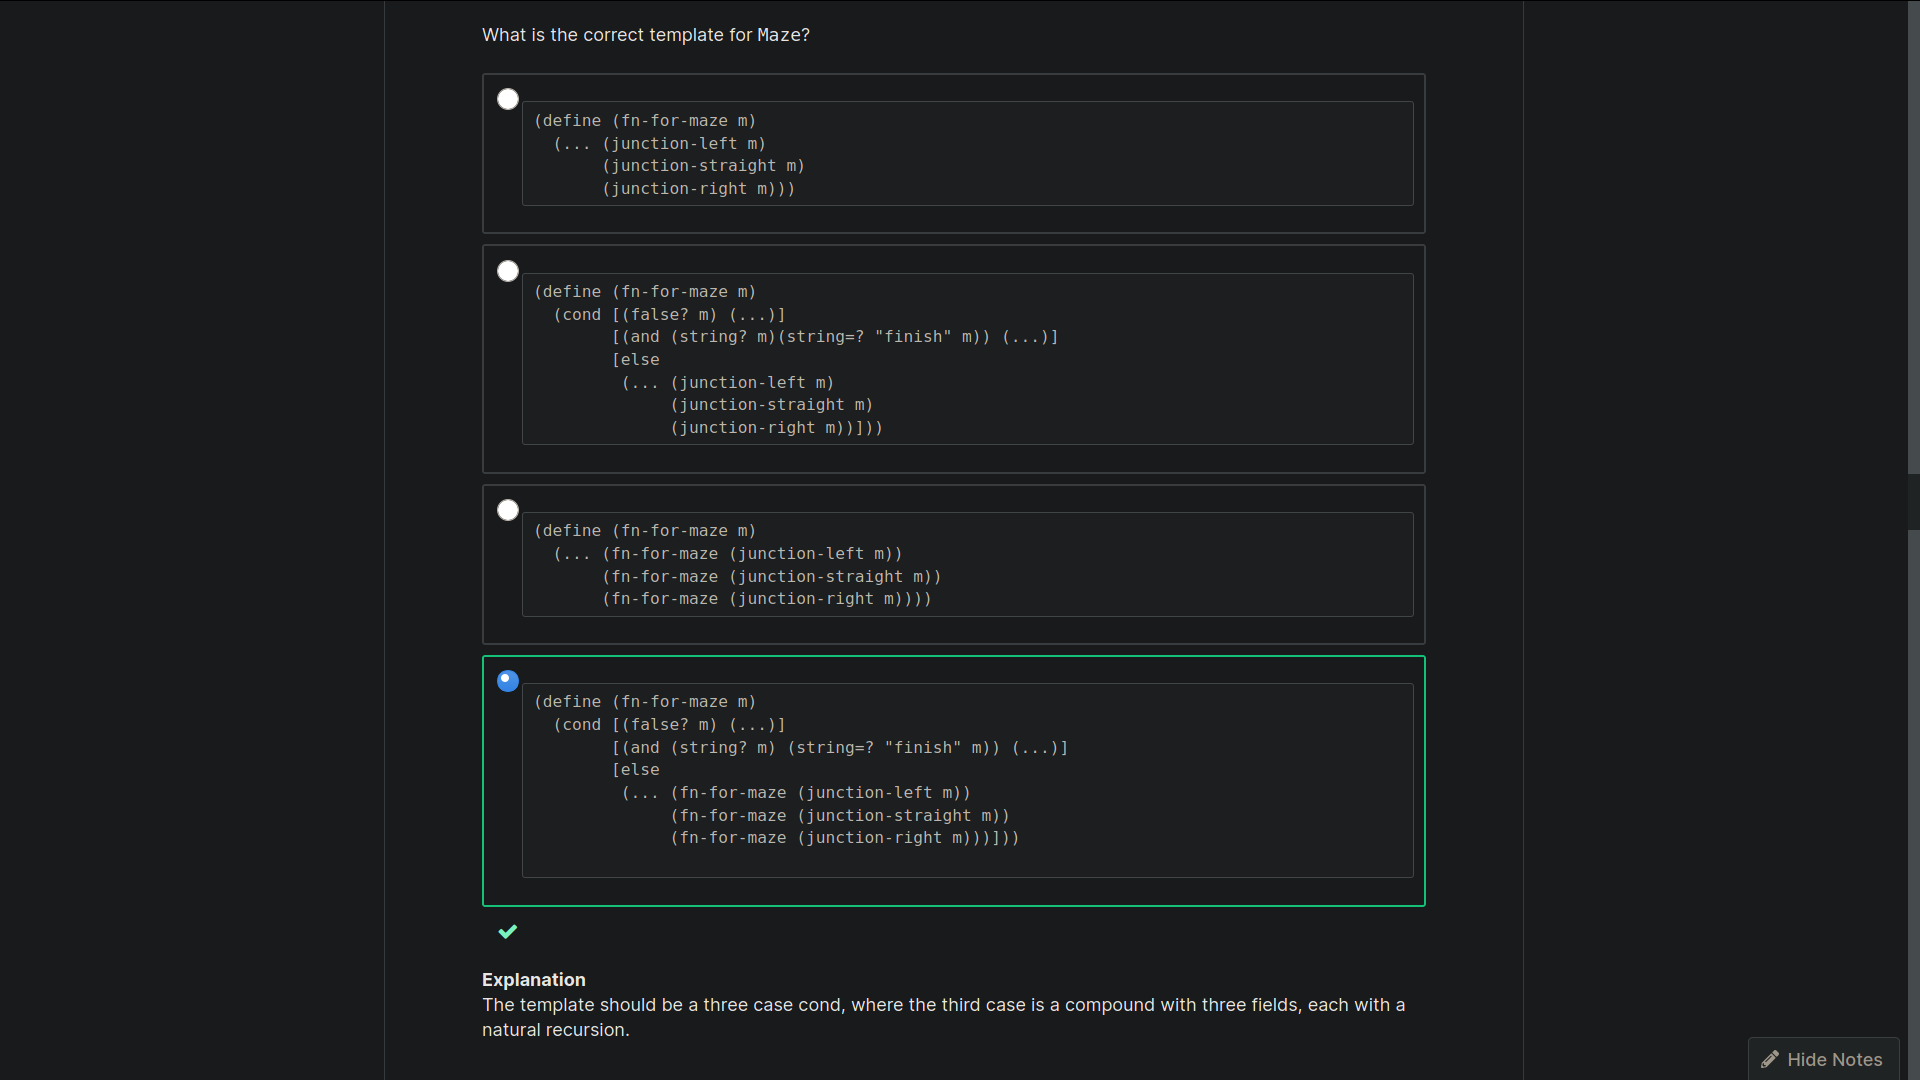 What is the correct template for Maze?
(define (fn-for-maze m)
  (... (junction-left m)
       (junction-straight m)
       (junction-right m)))
(define (fn-for-maze m)
  (cond [(false? m) (...)]
        [(and (string? m)(string=? "finish" m)) (...)]
        [else
         (... (junction-left m)
              (junction-straight m)
              (junction-right m))]))
(define (fn-for-maze m)
  (... (fn-for-maze (junction-left m))
       (fn-for-maze (junction-straight m))
       (fn-for-maze (junction-right m))))
(define (fn-for-maze m)
  (cond [(false? m) (...)]
        [(and (string? m) (string=? "finish" m)) (...)]
        [else
         (... (fn-for-maze (junction-left m))
              (fn-for-maze (junction-straight m))
              (fn-for-maze (junction-right m)))]))
Explanation
The template should be a three case cond, where the third case is a compound with three fields, each with a
natural recursion.
Hide Notes